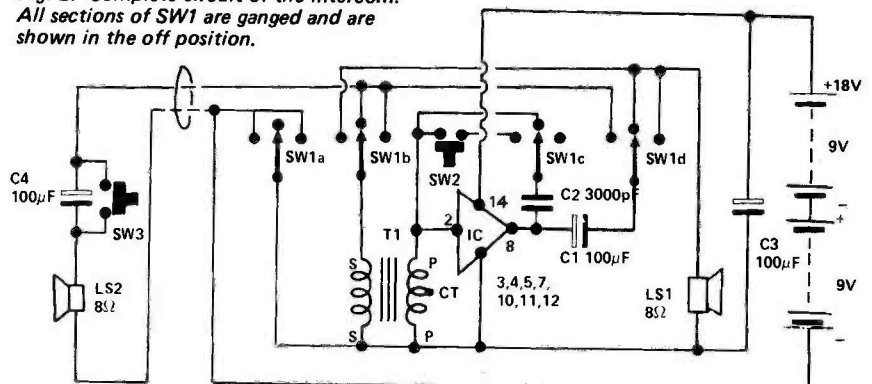 All sections of SW1 are ganged and are
shown in the off position.
+18V
9V
SW1a
SW1b
SW1c
SW1d
SW2
C4
100µF
SW3
14
C2 3000pF
2
IC
8
T1
C1 100µF
C3
100µF
S
P
CT
3,4,5,7,
10,11,12
LS2
8Ω
LS1
8Ω
S
P
−
+
9V
−